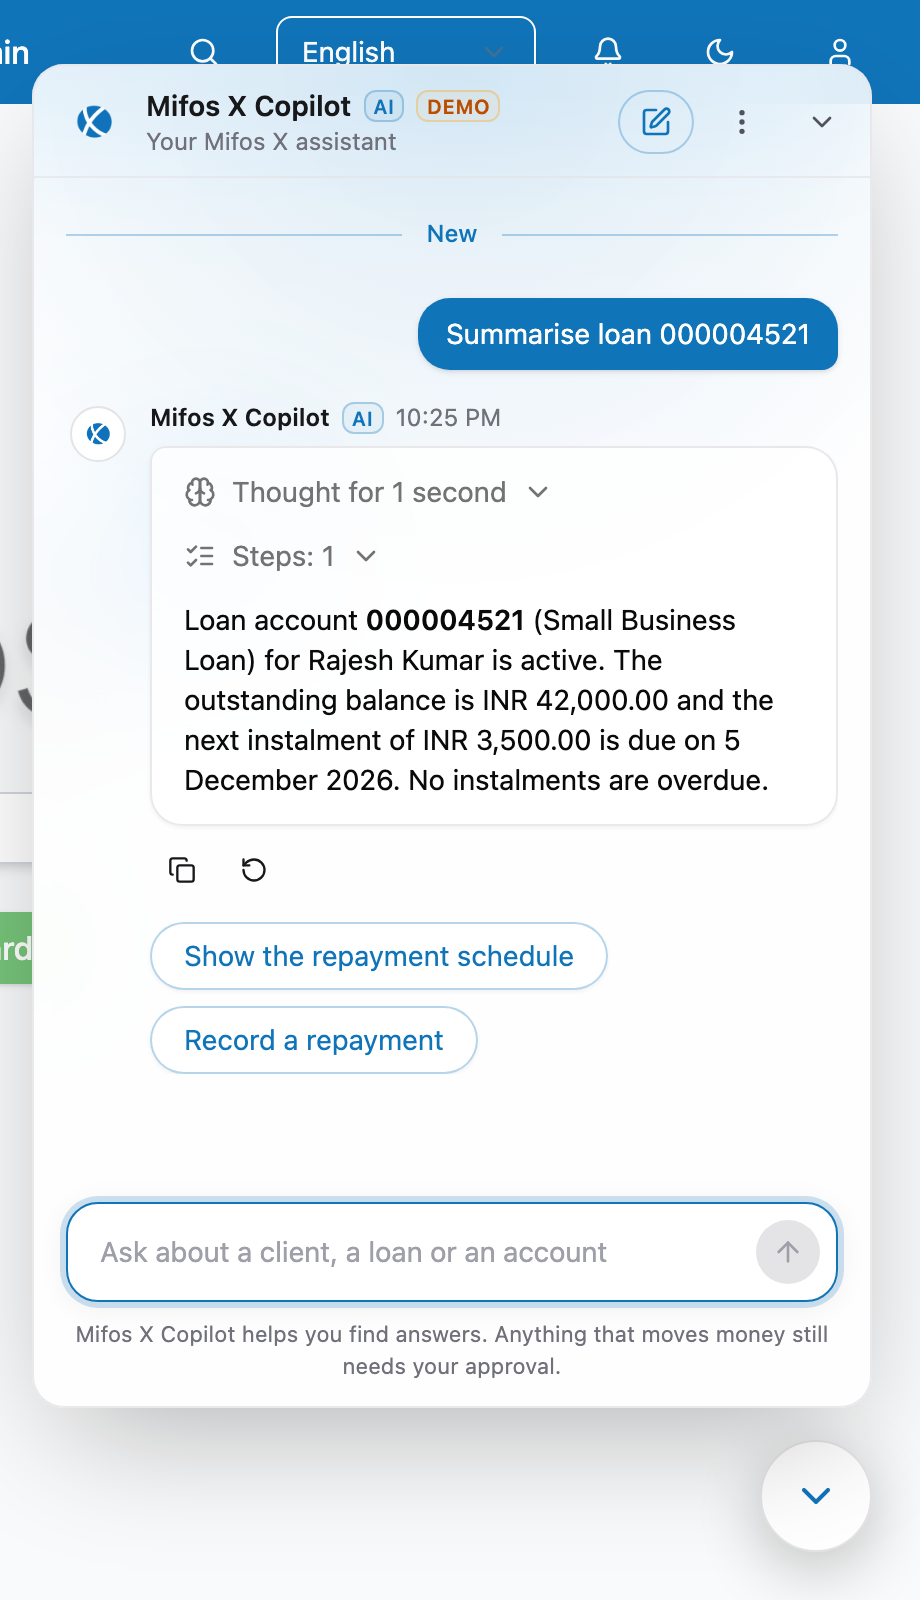 English
Mifos X Copilot AI DEMO
Your Mifos X assistant
New
Summarise loan 000004521
Mifos X Copilot AI 10:25 PM
Thought for 1 second
Steps: 1
Loan account 000004521 (Small Business
Loan) for Rajesh Kumar is active. The
outstanding balance is INR 42,000.00 and the
next instalment of INR 3,500.00 is due on 5
December 2026. No instalments are overdue.
Show the repayment schedule
Record a repayment
Ask about a client, a loan or an account
Mifos X Copilot helps you find answers. Anything that moves money still
needs your approval.